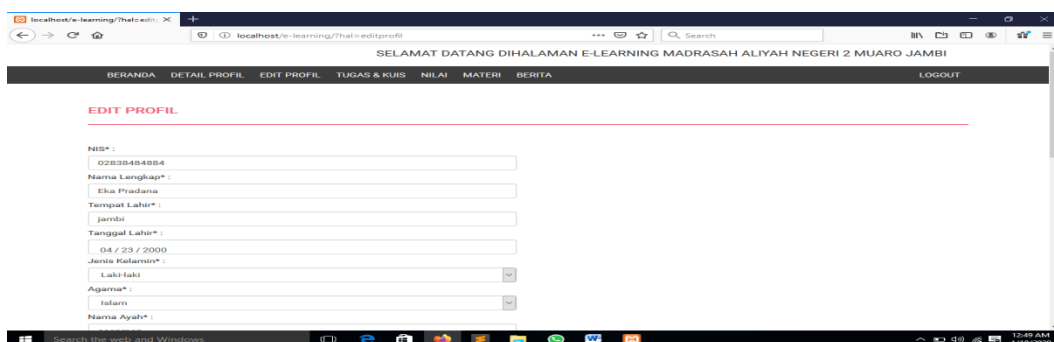 localhost/e-learning/?hal=edit
localhost/e-learning/?hal=editprofil
Search
SELAMAT DATANG DIHALAMAN E-LEARNING MADRASAH ALIYAH NEGERI 2 MUARO JAMBI
BERANDA DETAIL PROFIL EDIT PROFIL TUGAS & KUIS NILAI MATERI BERITA LOGOUT
EDIT PROFIL
NIS* :
02838484884
Nama Lengkap* :
Eka Pradana
Tempat Lahir* :
jambi
Tanggal Lahir* :
04 / 23 / 2000
Jenis Kelamin* :
Laki-laki
Agama* :
Islam
Nama Ayah* :
Search the web and Windows
12:49 AM